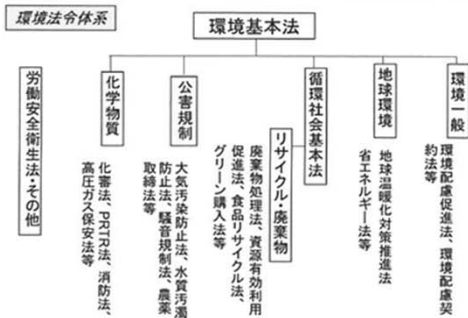 環境法令体系
環境基本法
環境一般
環境配慮促進法、環境配慮契
約法等
地球環境
地球温暖化対策推進法
省エネルギー法等
循環社会基本法
リサイクル・廃棄物
廃棄物処理法、資源有効利用
促進法、食品リサイクル法、
グリーン購入法等
公害規制
大気汚染防止法、水質汚濁
防止法、騒音規制法、農薬
取締法等
化学物質
化審法、PRTR法、消防法、
高圧ガス保安法等
労働安全衛生法・その他